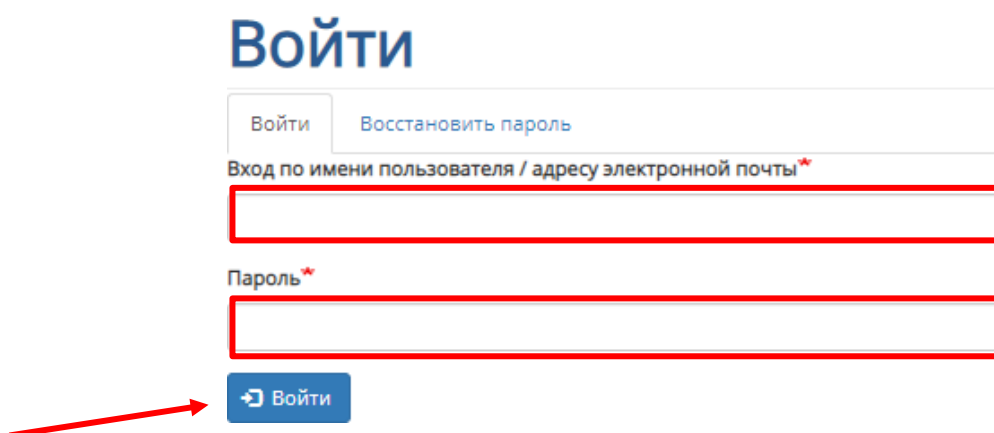 Войти
Войти Восстановить пароль
Вход по имени пользователя / адресу электронной почты*
Пароль*
Войти